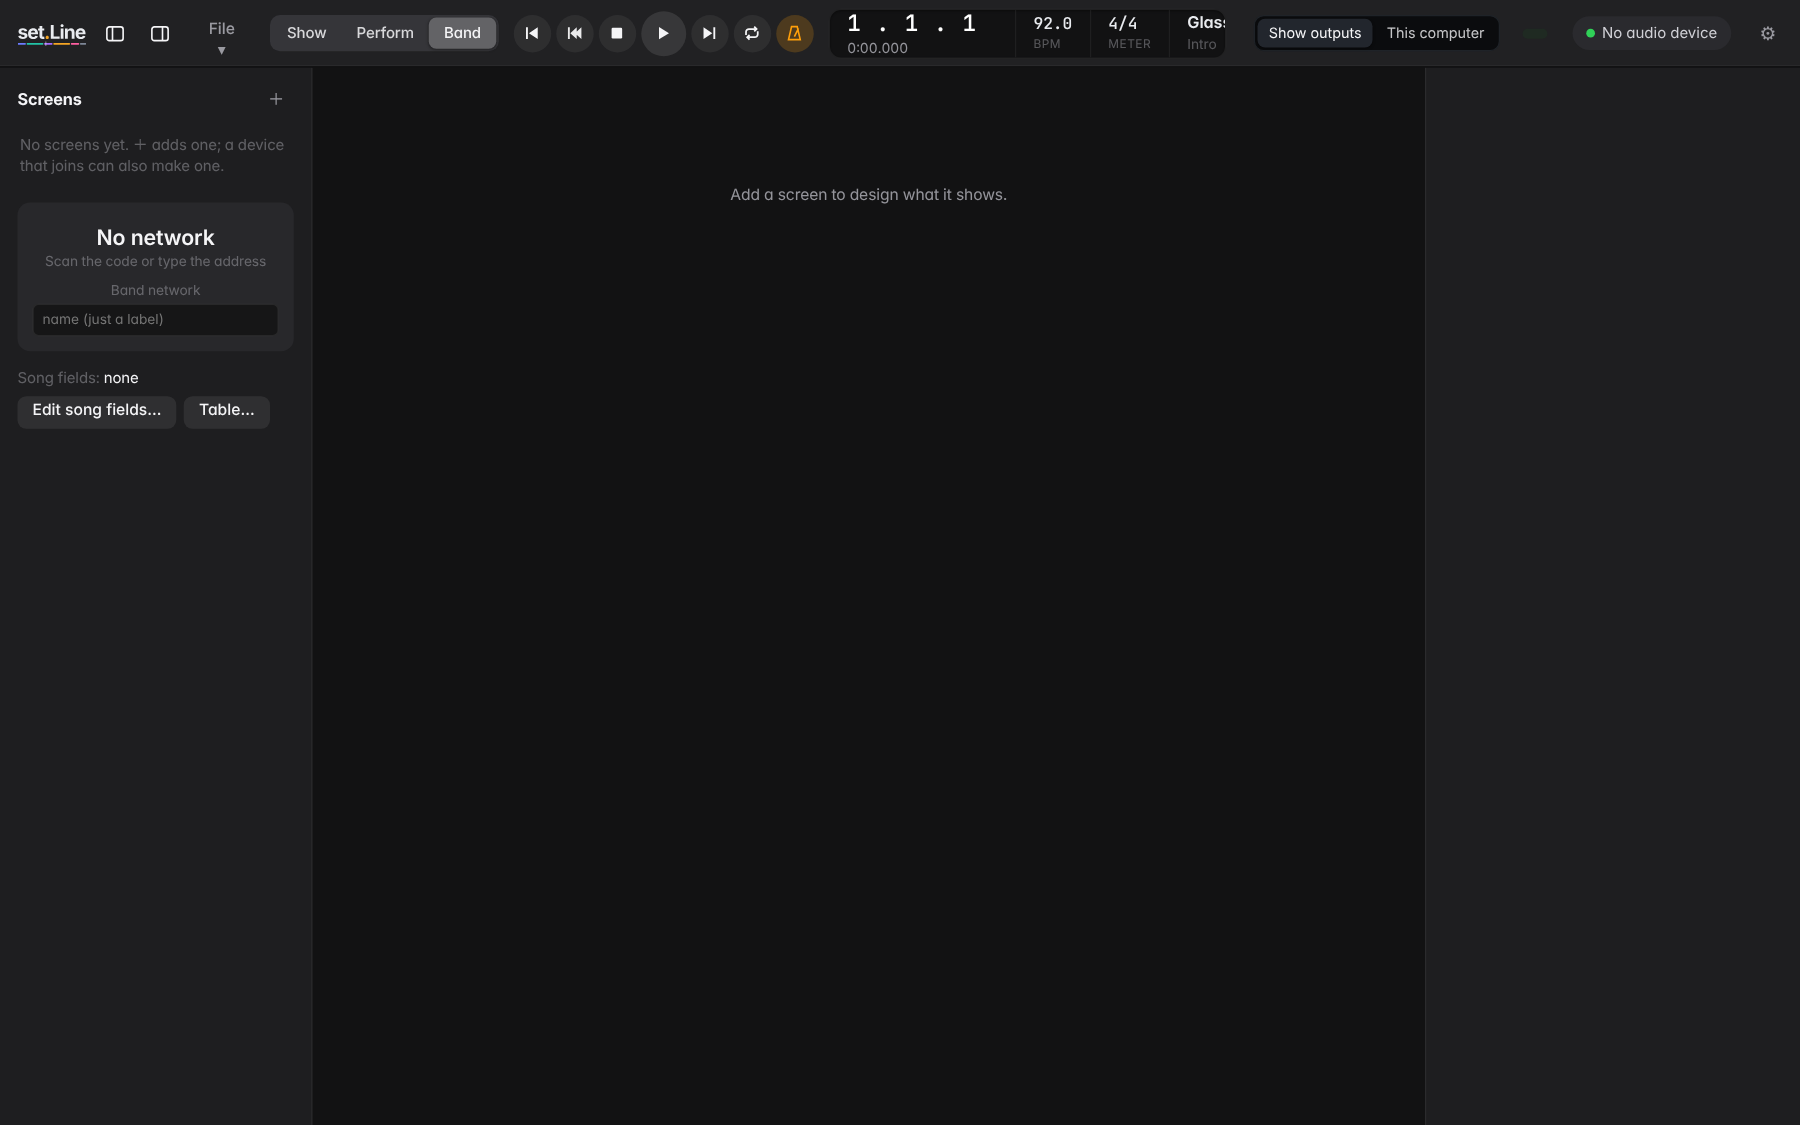 set.Line
File
Show
Perform
Band
1 . 1 . 1
0:00.000
92.0
BPM
4/4
METER
Glass
Intro
Show outputs
This computer
No audio device
Screens
No screens yet. + adds one; a device
that joins can also make one.
No network
Scan the code or type the address
Band network
name (just a label)
Song fields: none
Edit song fields...
Table...
Add a screen to design what it shows.